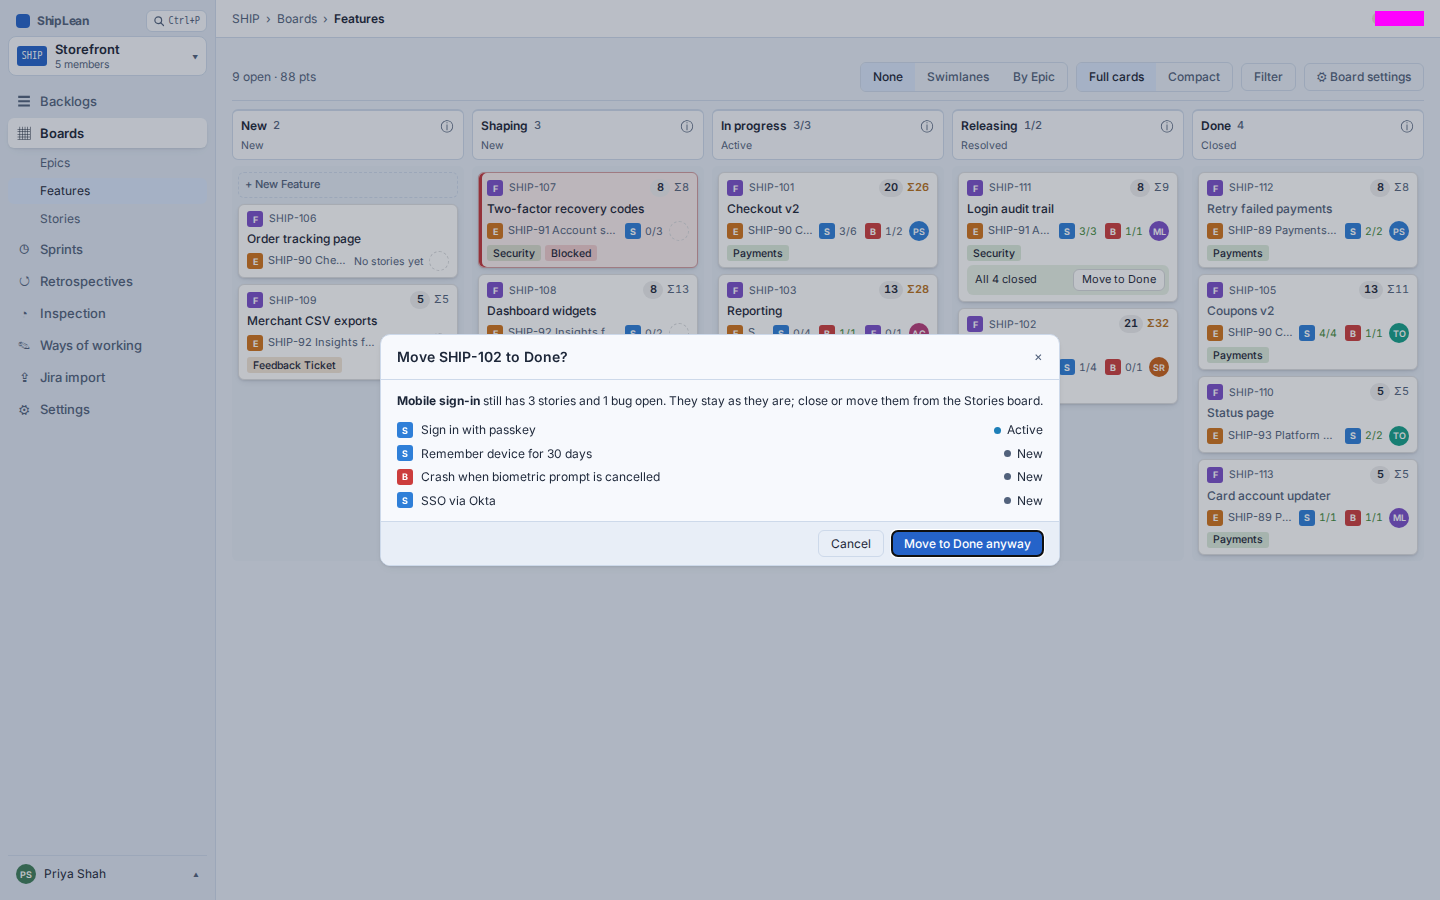 ShipLean
Ctrl+P
SHIP
Storefront
5 members
Backlogs
Boards
Epics
Features
Stories
Sprints
Retrospectives
Inspection
Ways of working
Jira import
Settings
PS Priya Shah
SHIP › Boards › Features
9 open · 88 pts
None Swimlanes By Epic
Full cards Compact
Filter
Board settings
New 2
New
Shaping 3
New
In progress 3/3
Active
Releasing 1/2
Resolved
Done 4
Closed
+ New Feature
F SHIP-106
Order tracking page
E SHIP-90 Che... No stories yet
F SHIP-109 5 Σ5
Merchant CSV exports
E SHIP-92 Insights f...
Feedback Ticket
F SHIP-107 8 Σ8
Two-factor recovery codes
E SHIP-91 Account s... S 0/3
Security Blocked
F SHIP-108 8 Σ13
Dashboard widgets
E SHIP-92 Insights f...
F SHIP-101 20 Σ26
Checkout v2
E SHIP-90 C... S 3/6 B 1/2 PS
Payments
F SHIP-103 13 Σ28
Reporting
F SHIP-111 8 Σ9
Login audit trail
E SHIP-91 A... S 3/3 B 1/1 ML
Security
All 4 closed Move to Done
F SHIP-102 21 Σ32
S 1/4 B 0/1 SR
F SHIP-112 8 Σ8
Retry failed payments
E SHIP-89 Payments... S 2/2 PS
Payments
F SHIP-105 13 Σ11
Coupons v2
E SHIP-90 C... S 4/4 B 1/1 TO
Payments
F SHIP-110 5 Σ5
Status page
E SHIP-93 Platform ... S 2/2 TO
F SHIP-113 5 Σ5
Card account updater
E SHIP-89 P... S 1/1 B 1/1 ML
Payments
Move SHIP-102 to Done? ×
Mobile sign-in still has 3 stories and 1 bug open. They stay as they are; close or move them from the Stories board.
S Sign in with passkey Active
S Remember device for 30 days New
B Crash when biometric prompt is cancelled New
S SSO via Okta New
Cancel Move to Done anyway